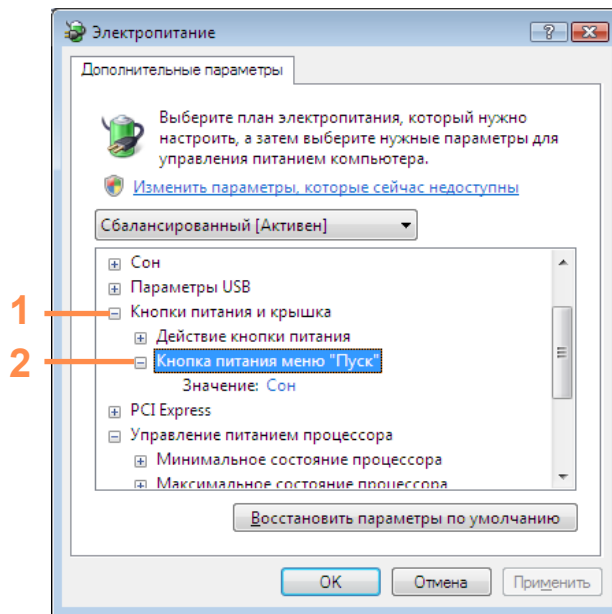 Электропитание
Дополнительные параметры
Выберите план электропитания, который нужно
настроить, а затем выберите нужные параметры для
управления питанием компьютера.
Изменить параметры, которые сейчас недоступны
Сбалансированный [Активен]
Сон
Параметры USB
1 Кнопки питания и крышка
Действие кнопки питания
2 Кнопка питания меню "Пуск"
Значение: Сон
PCI Express
Управление питанием процессора
Минимальное состояние процессора
Максимальное состояние процессора
Восстановить параметры по умолчанию
OK Отмена Применить